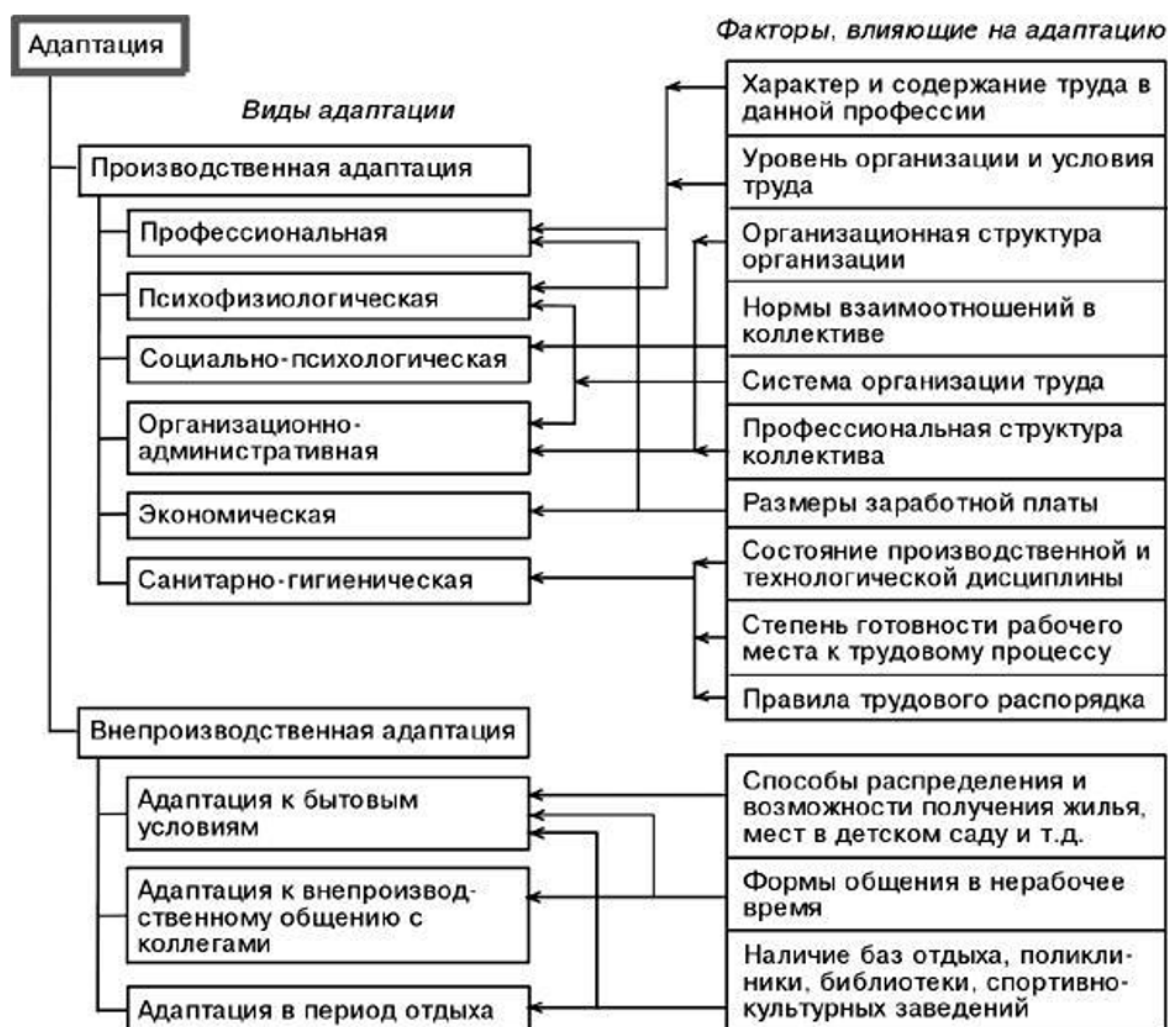 Адаптация
Факторы, влияющие на адаптацию
Виды адаптации
Производственная адаптация
Профессиональная
Психофизиологическая
Социально-психологическая
Организационно-
административная
Экономическая
Санитарно-гигиеническая
Характер и содержание труда в
данной профессии
Уровень организации и условия
труда
Организационная структура
организации
Нормы взаимоотношений в
коллективе
Система организации труда
Профессиональная структура
коллектива
Размеры заработной платы
Состояние производственной и
технологической дисциплины
Степень готовности рабочего
места к трудовому процессу
Правила трудового распорядка
Внепроизводственная адаптация
Адаптация к бытовым
условиям
Адаптация к внепроизвод-
ственному общению с
коллегами
Адаптация в период отдыха
Способы распределения и
возможности получения жилья,
мест в детском саду и т.д.
Формы общения в нерабочее
время
Наличие баз отдыха, поликли-
ники, библиотеки, спортивно-
культурных заведений